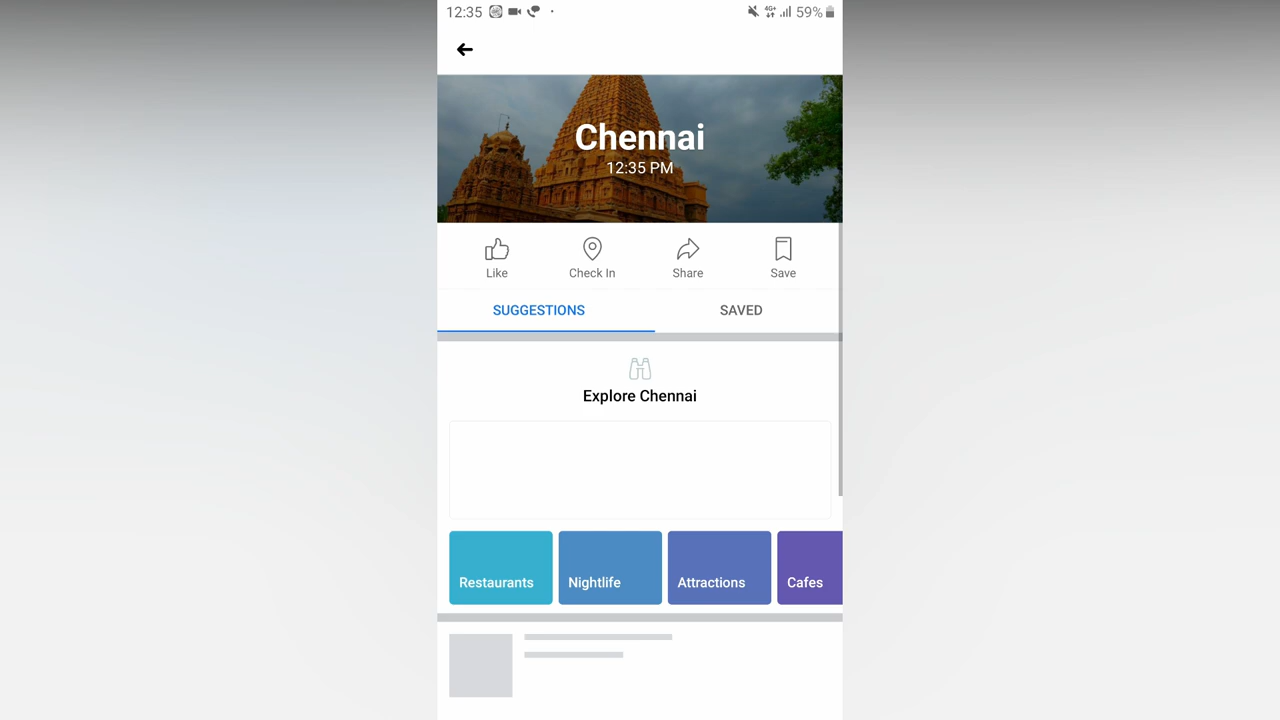 12:35 4G+ 59%
Chennai
12:35 PM
Like Check In Share Save
SUGGESTIONS SAVED
Explore Chennai
Restaurants Nightlife Attractions Cafes